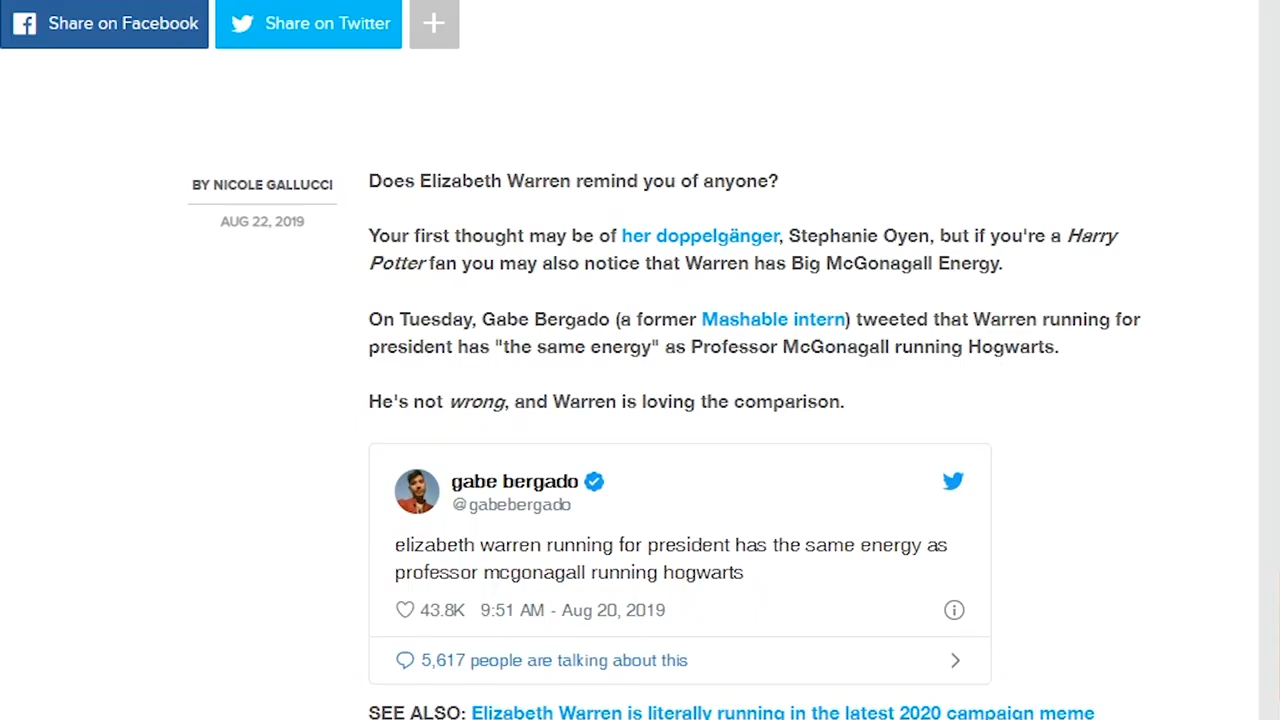 Share on Facebook Share on Twitter +
BY NICOLE GALLUCCI
AUG 22, 2019
Does Elizabeth Warren remind you of anyone?
Your first thought may be of her doppelgänger, Stephanie Oyen, but if you're a Harry
Potter fan you may also notice that Warren has Big McGonagall Energy.
On Tuesday, Gabe Bergado (a former Mashable intern) tweeted that Warren running for
president has "the same energy" as Professor McGonagall running Hogwarts.
He's not wrong, and Warren is loving the comparison.
gabe bergado
@gabebergado
elizabeth warren running for president has the same energy as
professor mcgonagall running hogwarts
43.8K 9:51 AM - Aug 20, 2019
5,617 people are talking about this
SEE ALSO: Elizabeth Warren is literally running in the latest 2020 campaign meme